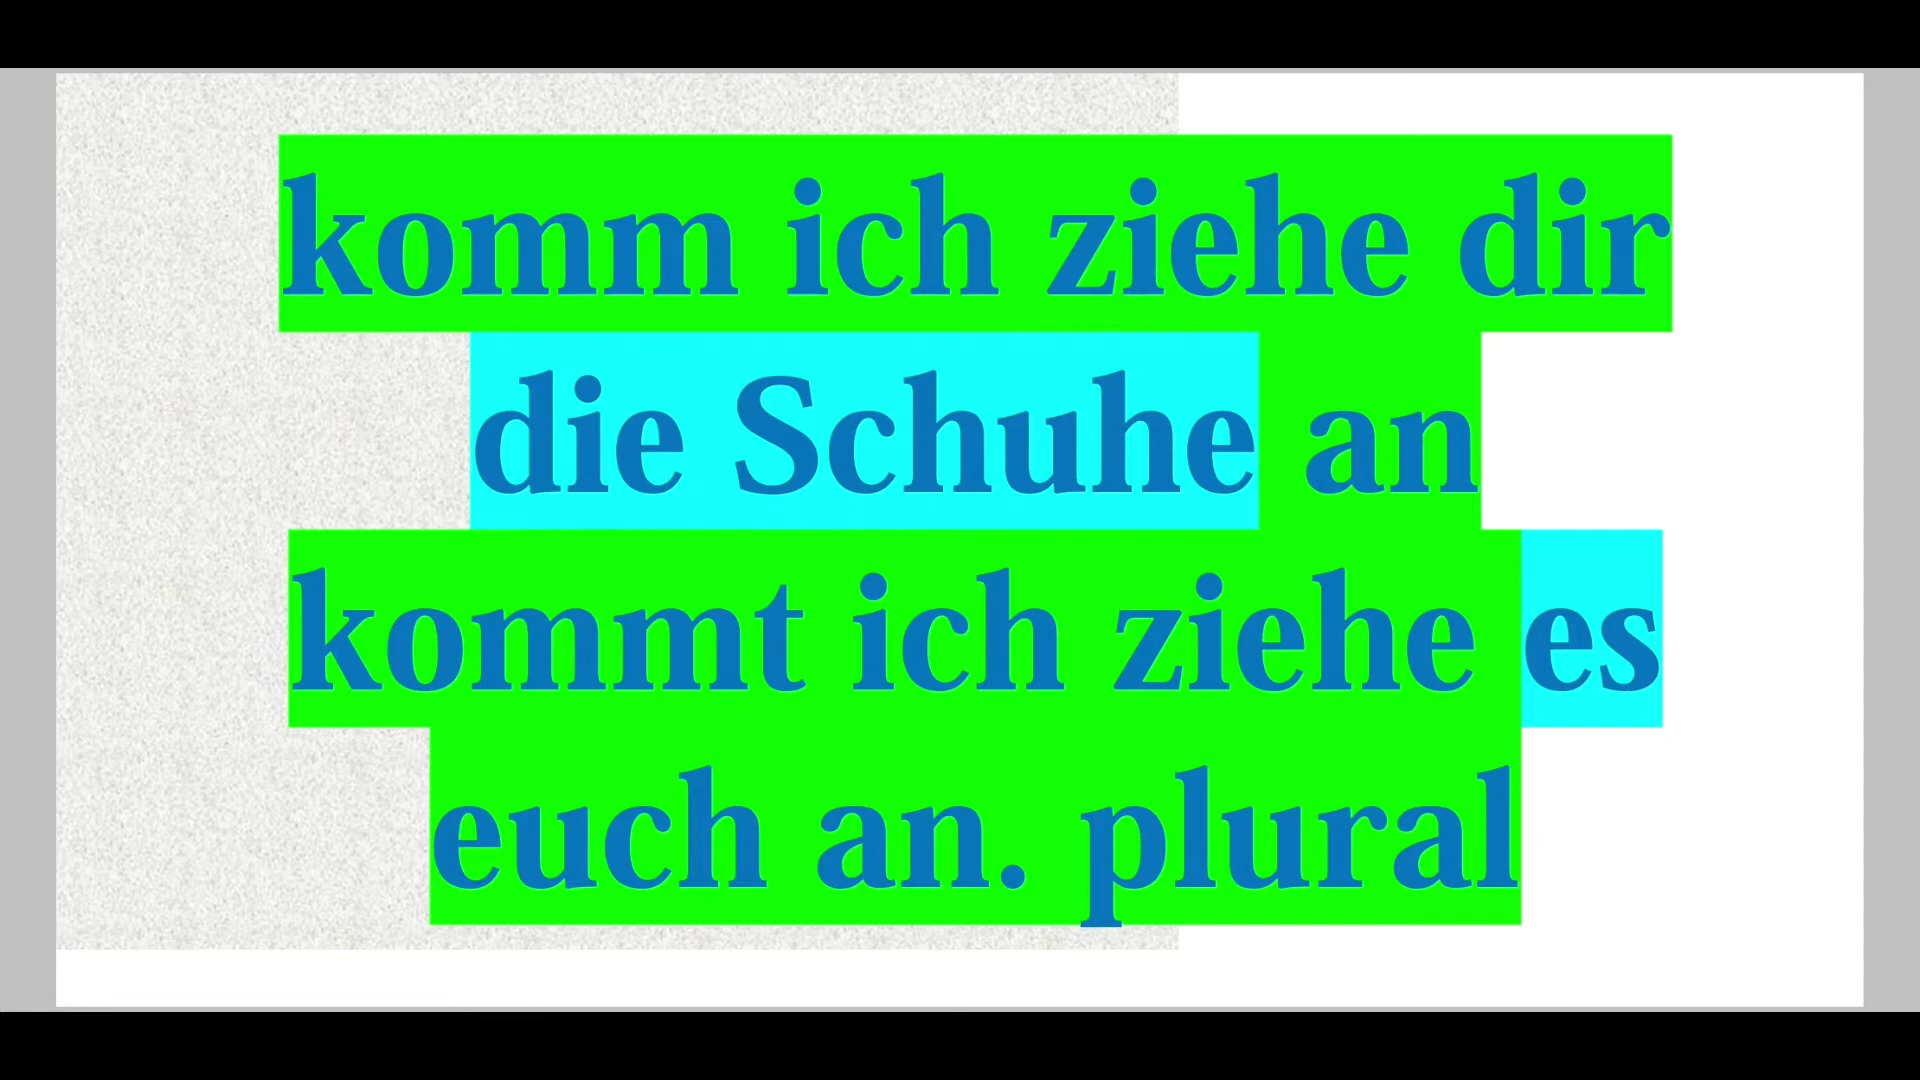 komm ich ziehe dir
die Schuhe an
kommt ich ziehe es
euch an. plural